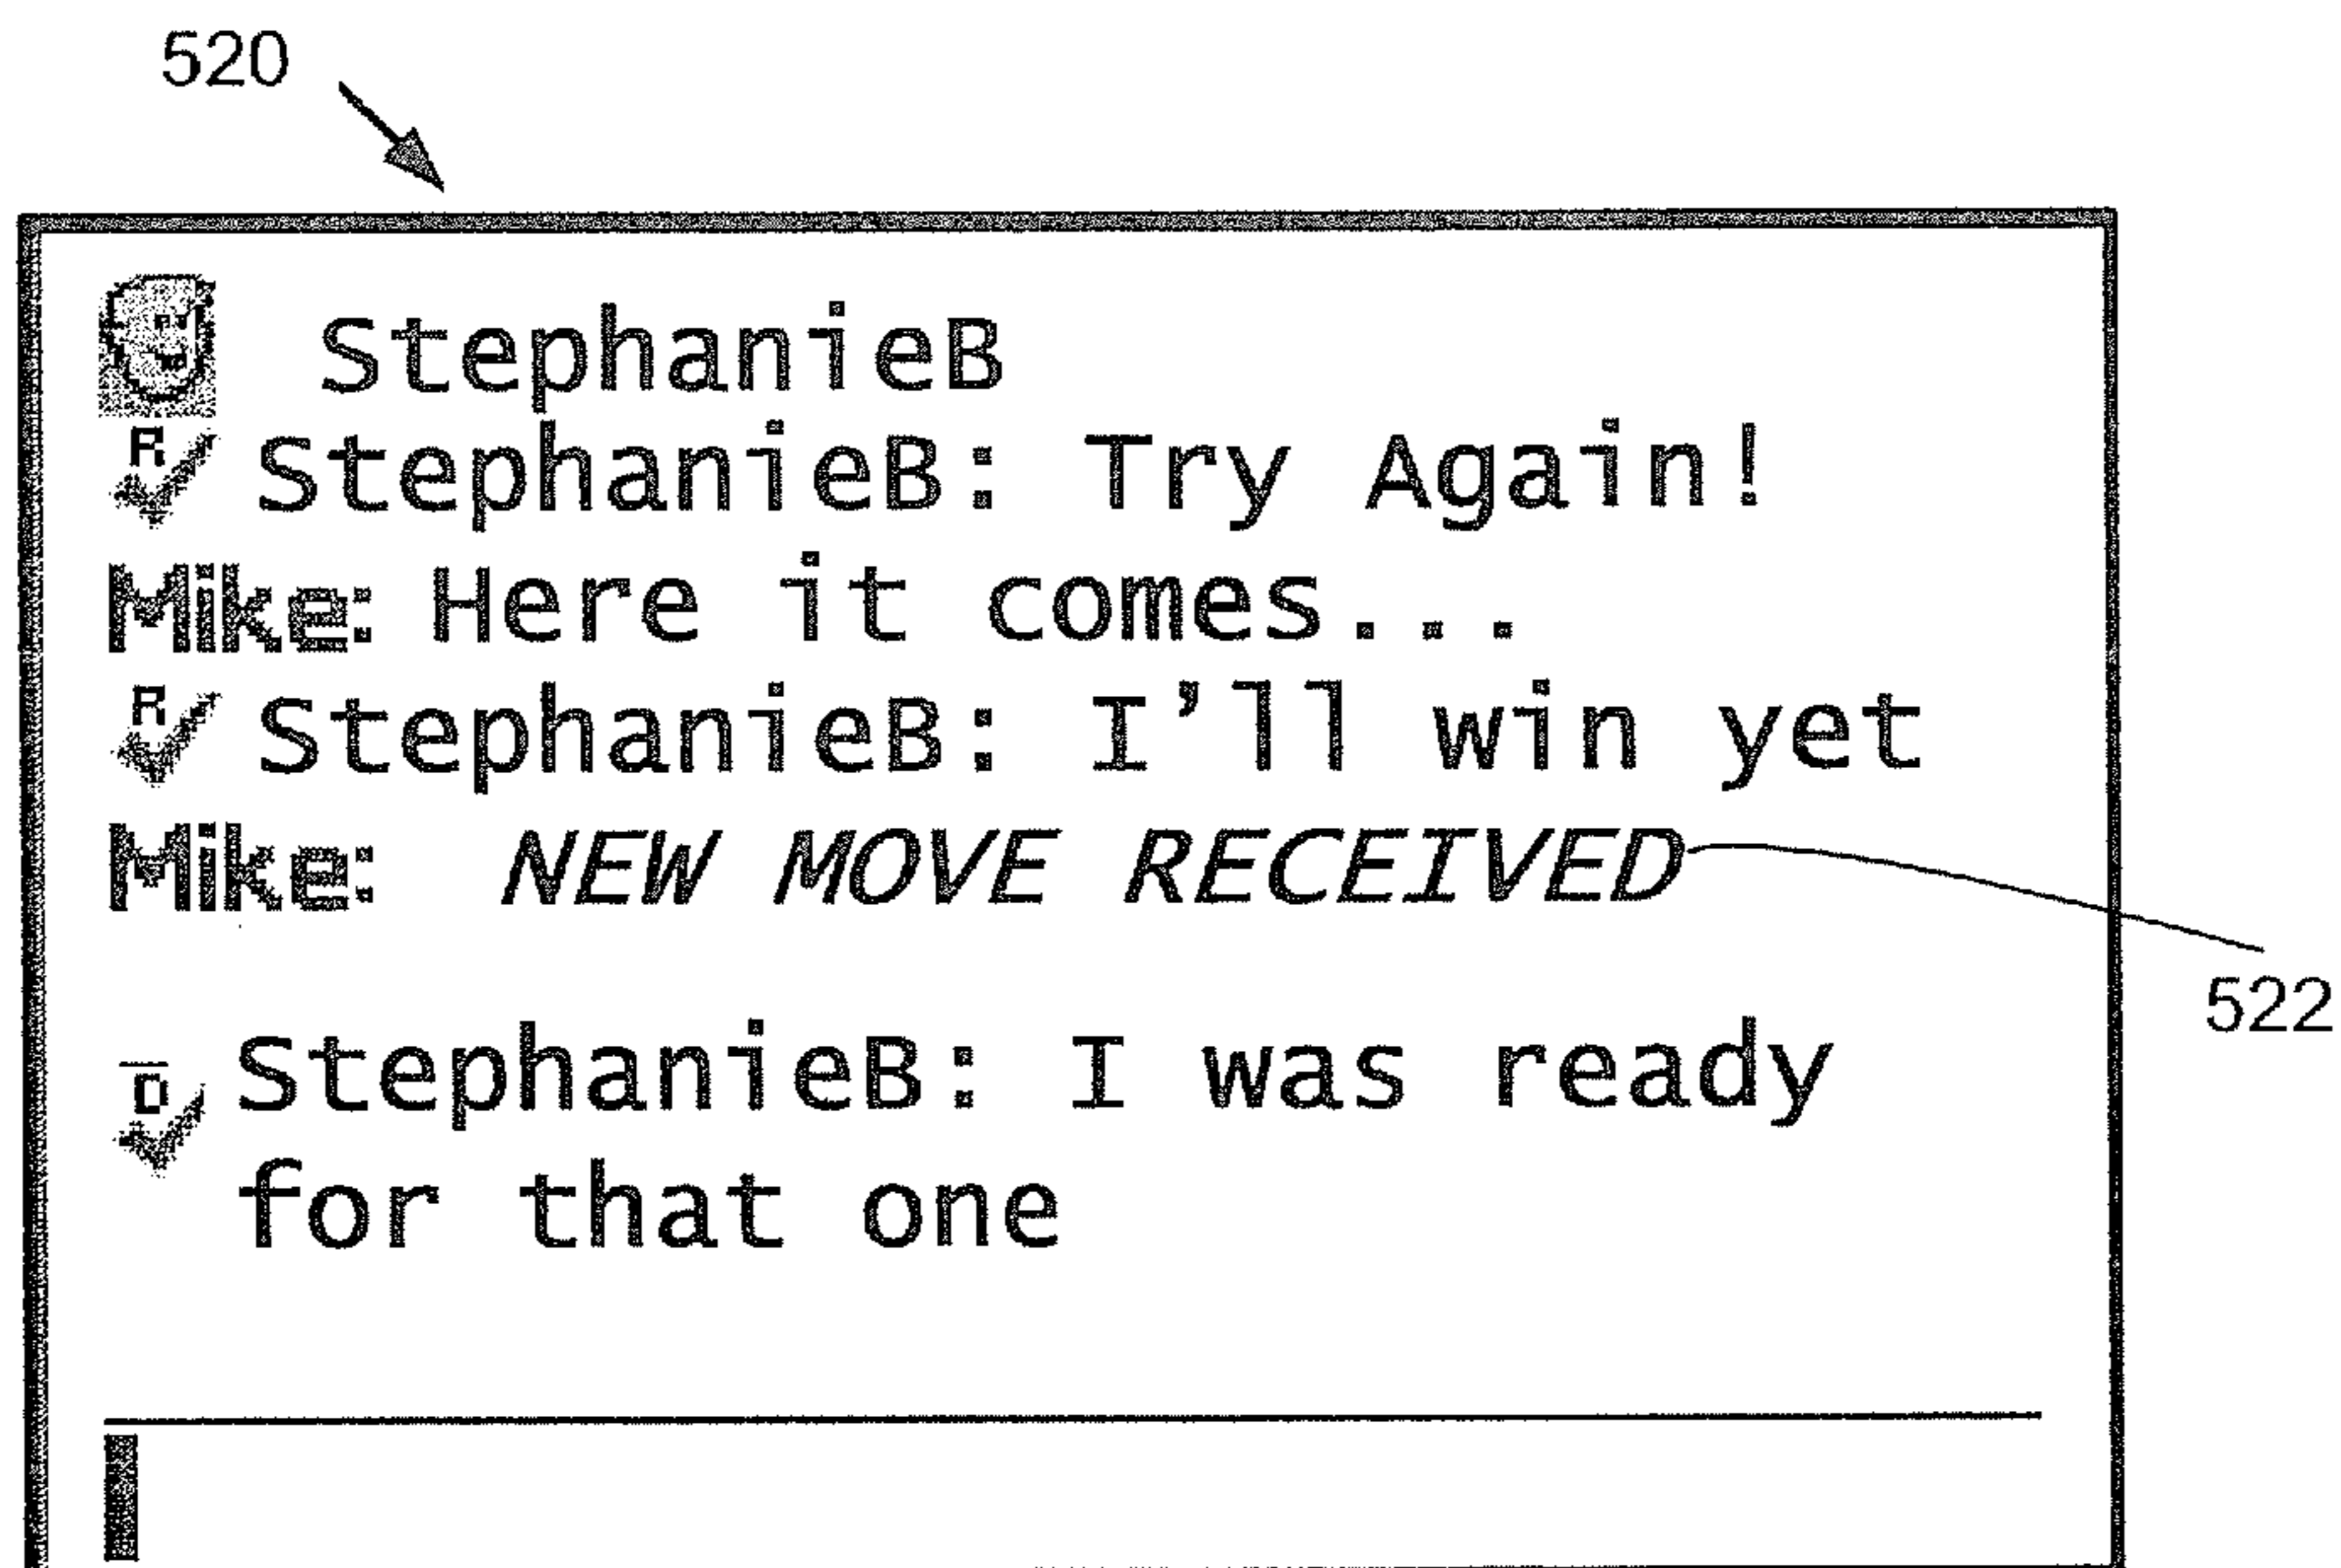 520
StephanieB
R StephanieB: Try Again!
Mike: Here it comes...
R StephanieB: I'll win yet
Mike: NEW MOVE RECEIVED
522
D StephanieB: I was ready
for that one